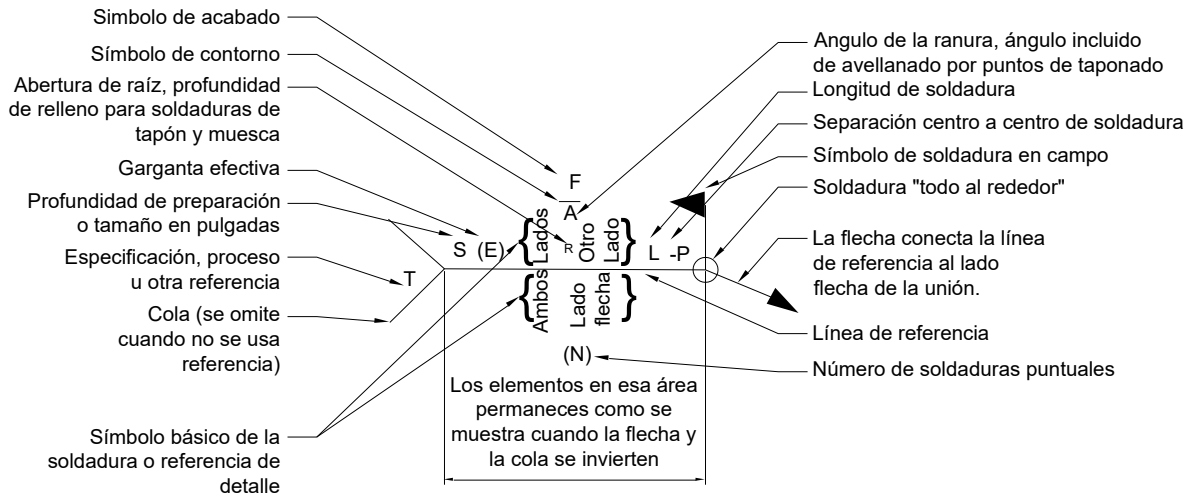 Simbolo de acabado
Símbolo de contorno
Abertura de raíz, profundidad
de relleno para soldaduras de
tapón y muesca
Garganta efectiva
Profundidad de preparación
o tamaño en pulgadas
Especificación, proceso
u otra referencia
Cola (se omite
cuando no se usa
referencia)
Símbolo básico de la
soldadura o referencia de
detalle
F
A
S (E) { Lados R Otro Lado } L -P
T
{ Ambos Lado flecha }
(N)
Los elementos en esa área
permaneces como se
muestra cuando la flecha y
la cola se invierten
Angulo de la ranura, ángulo incluido
de avellanado por puntos de taponado
Longitud de soldadura
Separación centro a centro de soldadura
Símbolo de soldadura en campo
Soldadura "todo al rededor"
La flecha conecta la línea
de referencia al lado
flecha de la unión.
Línea de referencia
Número de soldaduras puntuales